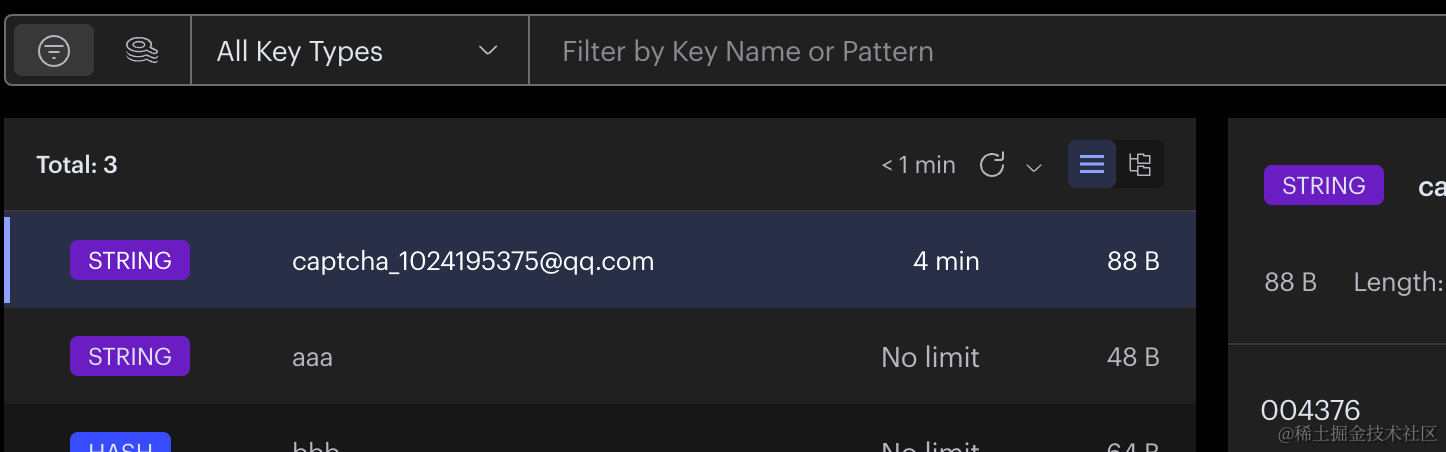 All Key Types
Filter by Key Name or Pattern
Total: 3
< 1 min
STRING captcha_1024195375@qq.com 4 min 88 B
STRING aaa No limit 48 B
HASH bbb No limit 64 B
STRING ca
88 B Length:
004376
@稀土掘金技术社区